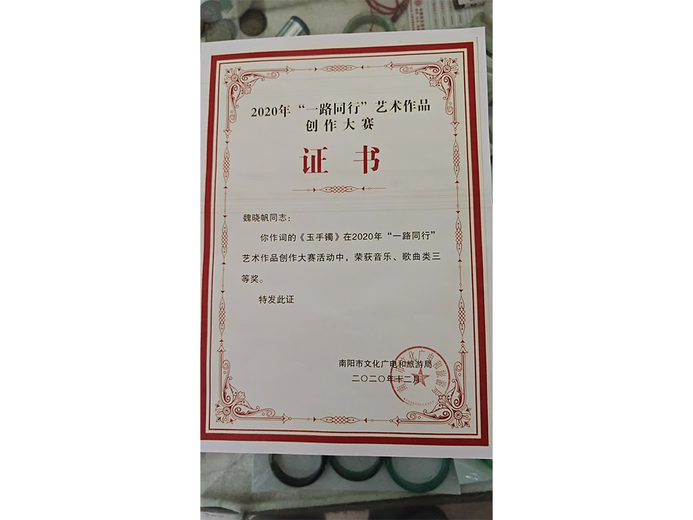 2020年“一路同行”艺术作品
创作大赛
证书
魏晓帆同志：
你作词的《玉手镯》在2020年“一路同行”
艺术作品创作大赛活动中，荣获音乐、歌曲类三
等奖。
特发此证
南阳市文化广电和旅游局
二〇二〇年十二月